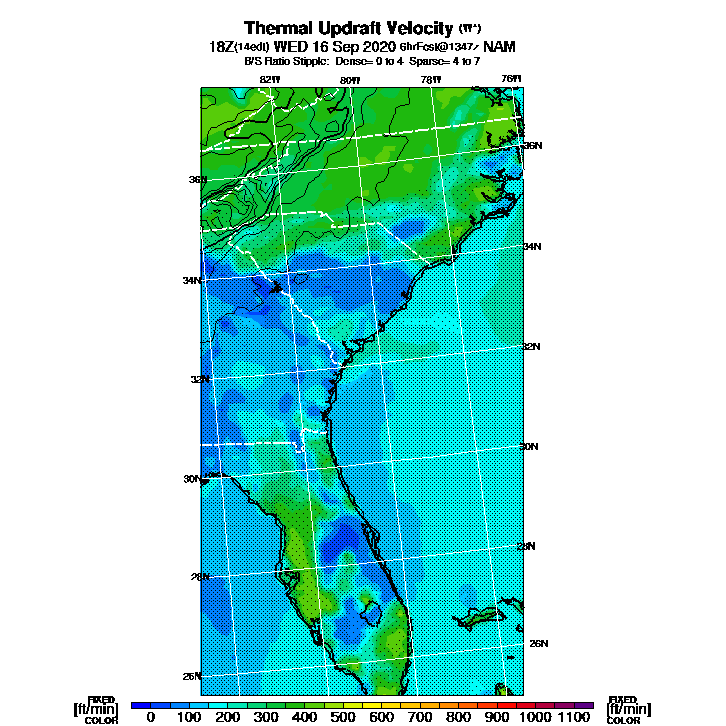 Thermal Updraft Velocity (W*)
18Z(14edt) WED 16 Sep 2020 6hrFcst@1347z NAM
B/S Ratio Stipple: Dense= 0 to 4 Sparse= 4 to 7
82W 80W 78W 76W
36N
36N
34N
34N
32N
32N
30N
30N
28N
28N
26N
26N
FIXED FIXED
[ft/min] 0 100 200 300 400 500 600 700 800 900 1000 1100 [ft/min]
COLOR COLOR